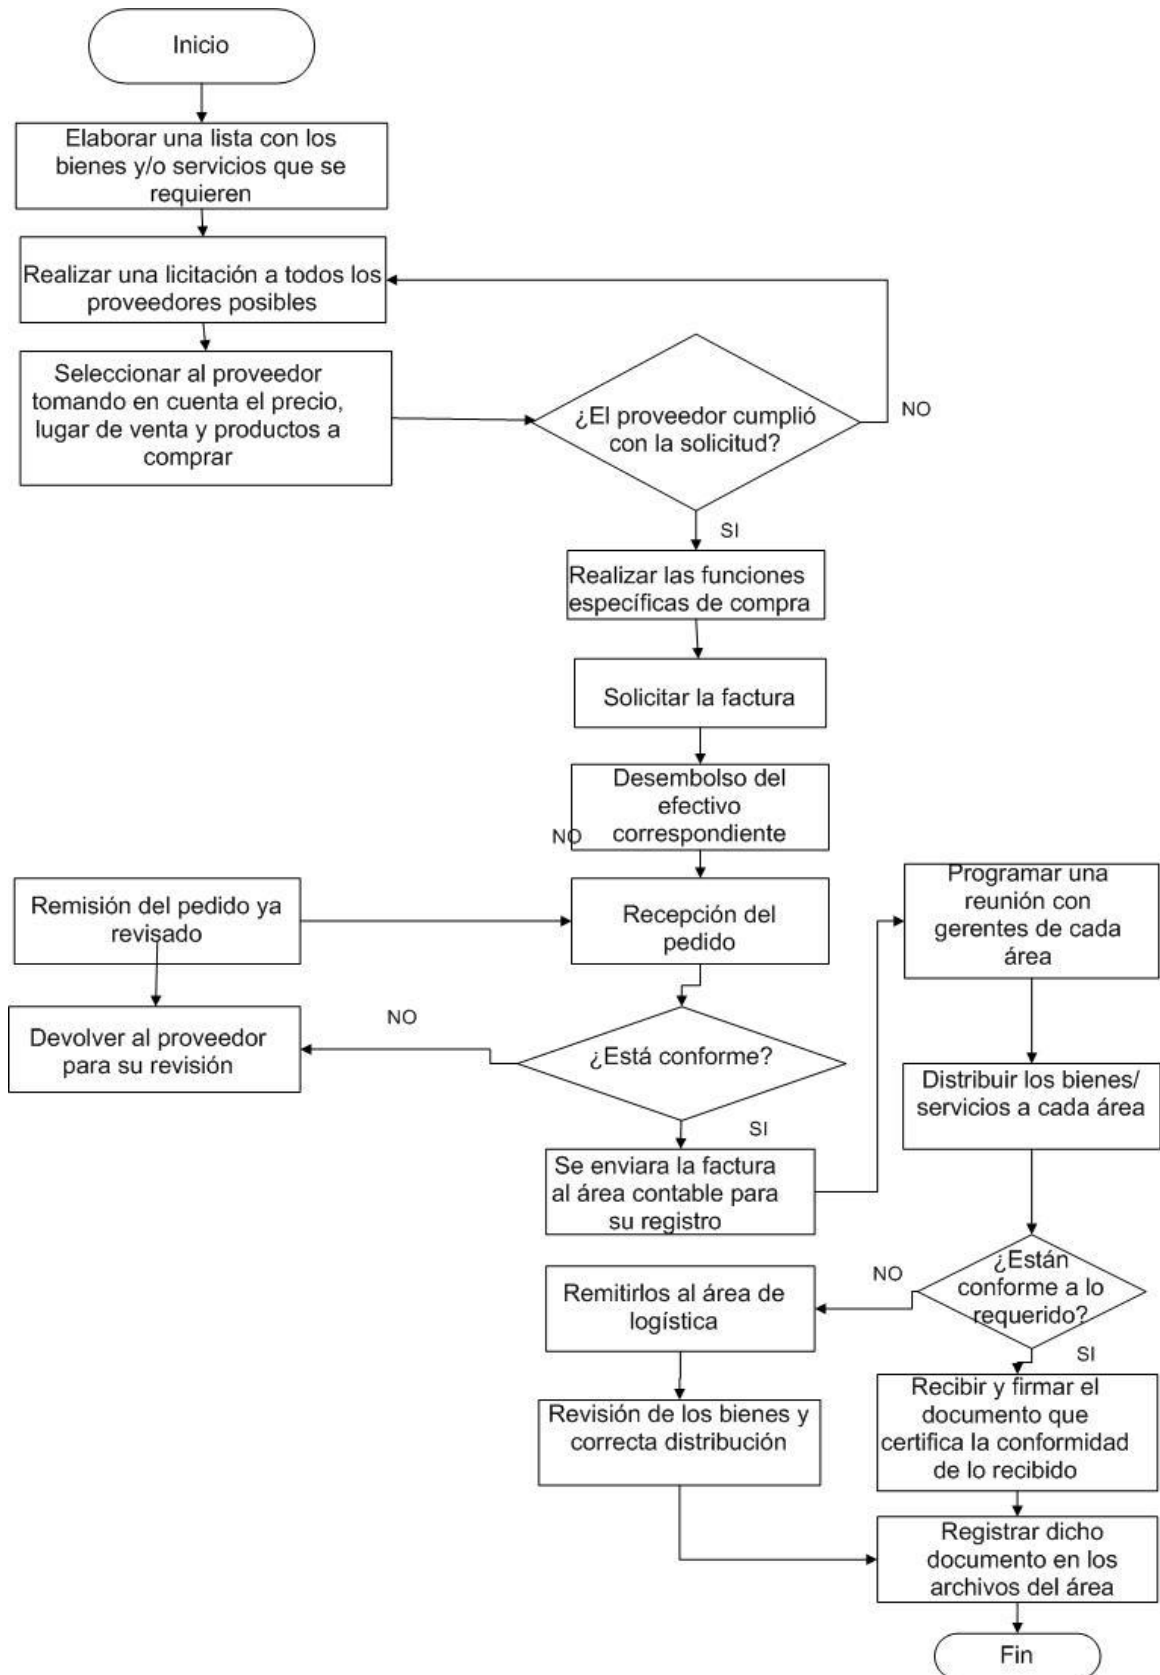 Inicio
Elaborar una lista con los
bienes y/o servicios que se
requieren
Realizar una licitación a todos los
proveedores posibles
Seleccionar al proveedor
tomando en cuenta el precio,
lugar de venta y productos a
comprar
¿El proveedor cumplió
con la solicitud?
NO
SI
Realizar las funciones
específicas de compra
Solicitar la factura
Desembolso del
efectivo
correspondiente
NO
Remisión del pedido ya
revisado
Recepción del
pedido
Programar una
reunión con
gerentes de cada
área
Devolver al proveedor
para su revisión
NO
¿Está conforme?
SI
Distribuir los bienes/
servicios a cada área
Se enviara la factura
al área contable para
su registro
¿Están
conforme a lo
requerido?
NO
SI
Remitirlos al área de
logística
Revisión de los bienes y
correcta distribución
Recibir y firmar el
documento que
certifica la conformidad
de lo recibido
Registrar dicho
documento en los
archivos del área
Fin